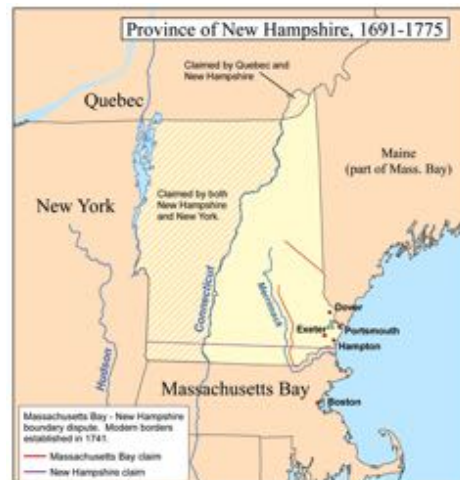 Province of New Hampshire, 1691-1775
Claimed by Quebec and
New Hampshire
Quebec
Maine
(part of Mass. Bay)
New York
Claimed by both
New Hampshire
and New York.
Connecticut
Merrimack
Hudson
Dover
Exeter
Portsmouth
Hampton
Massachusetts Bay
Boston
Massachusetts Bay - New Hampshire
boundary dispute. Modern borders
established in 1741.
Massachusetts Bay claim
New Hampshire claim